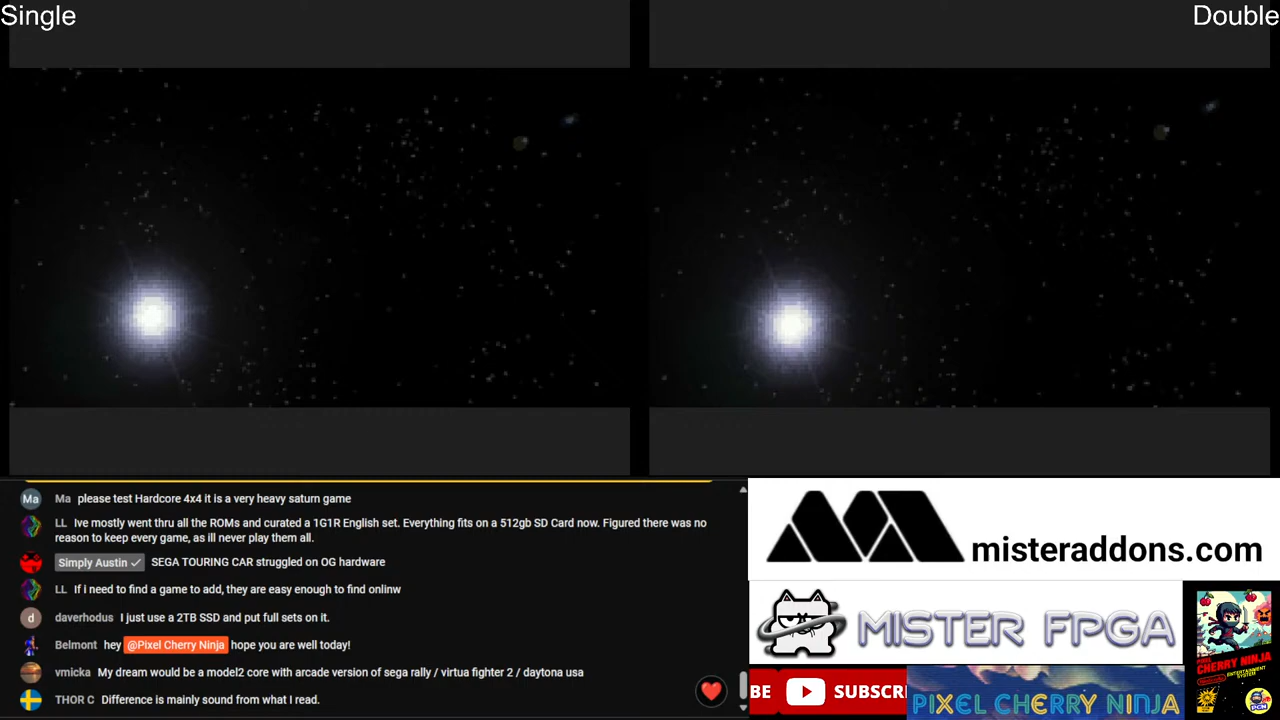 Single
Double
Ma please test Hardcore 4x4 it is a very heavy saturn game
LL Ive mostly went thru all the ROMs and curated a 1G1R English set. Everything fits on a 512gb SD Card now. Figured there was no
reason to keep every game, as ill never play them all.
Simply Austin SEGA TOURING CAR struggled on OG hardware
LL If i need to find a game to add, they are easy enough to find onlinw
daverhodus I just use a 2TB SSD and put full sets on it.
Belmont hey @Pixel Cherry Ninja hope you are well today!
vmicka My dream would be a model2 core with arcade version of sega rally / virtua fighter 2 / daytona usa
THOR C Difference is mainly sound from what I read.
misteraddons.com
MISTER FPGA
BE SUBSCRI
PIXEL CHERRY NINJA
PIXEL
CHERRY NINJA
Nintendo
ENTERTAINMENT
SYSTEM
PCN